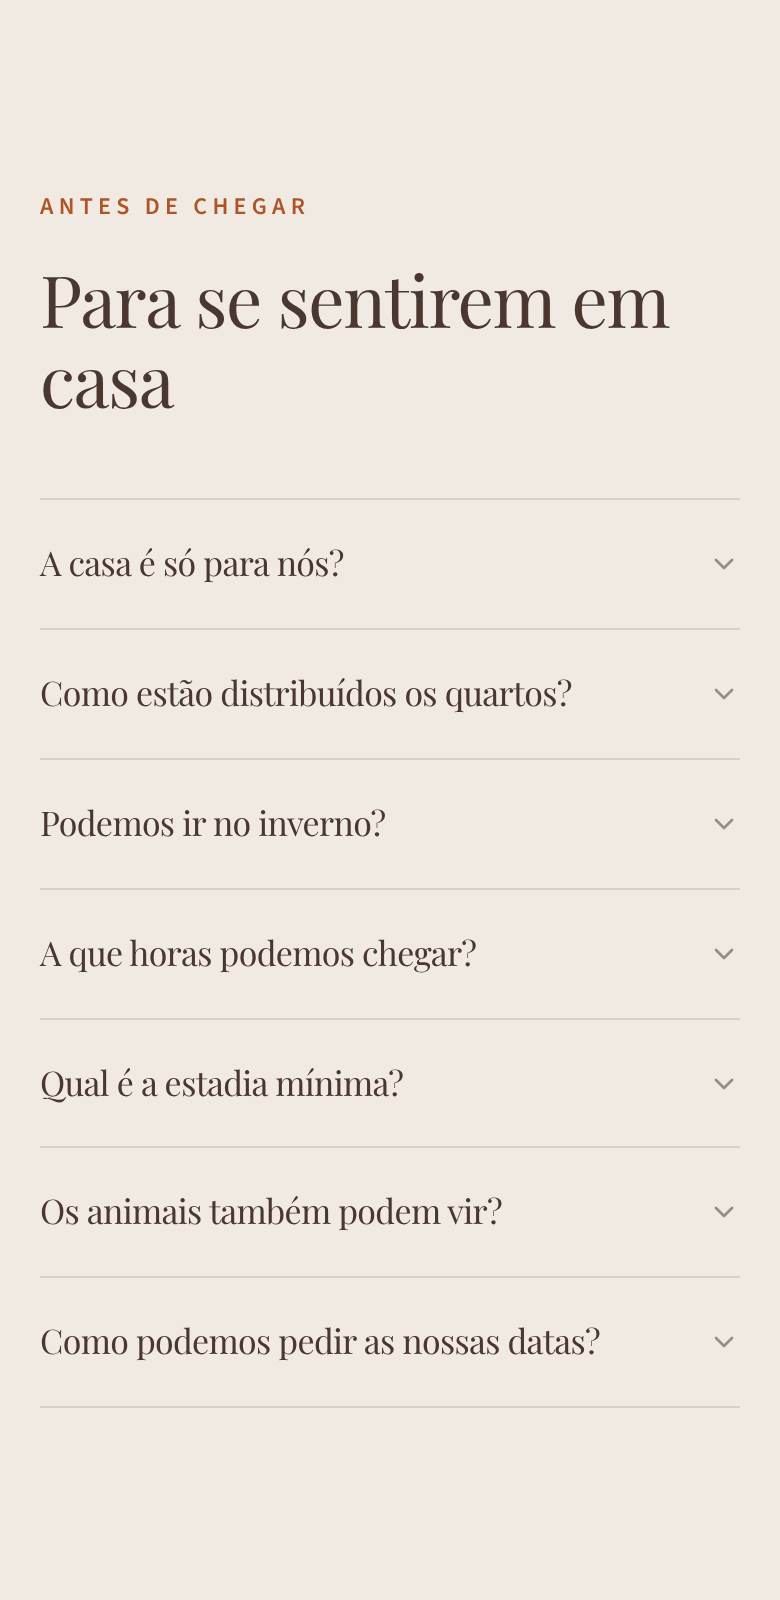 ANTES DE CHEGAR
Para se sentirem em
casa
A casa é só para nós?
Como estão distribuídos os quartos?
Podemos ir no inverno?
A que horas podemos chegar?
Qual é a estadia mínima?
Os animais também podem vir?
Como podemos pedir as nossas datas?